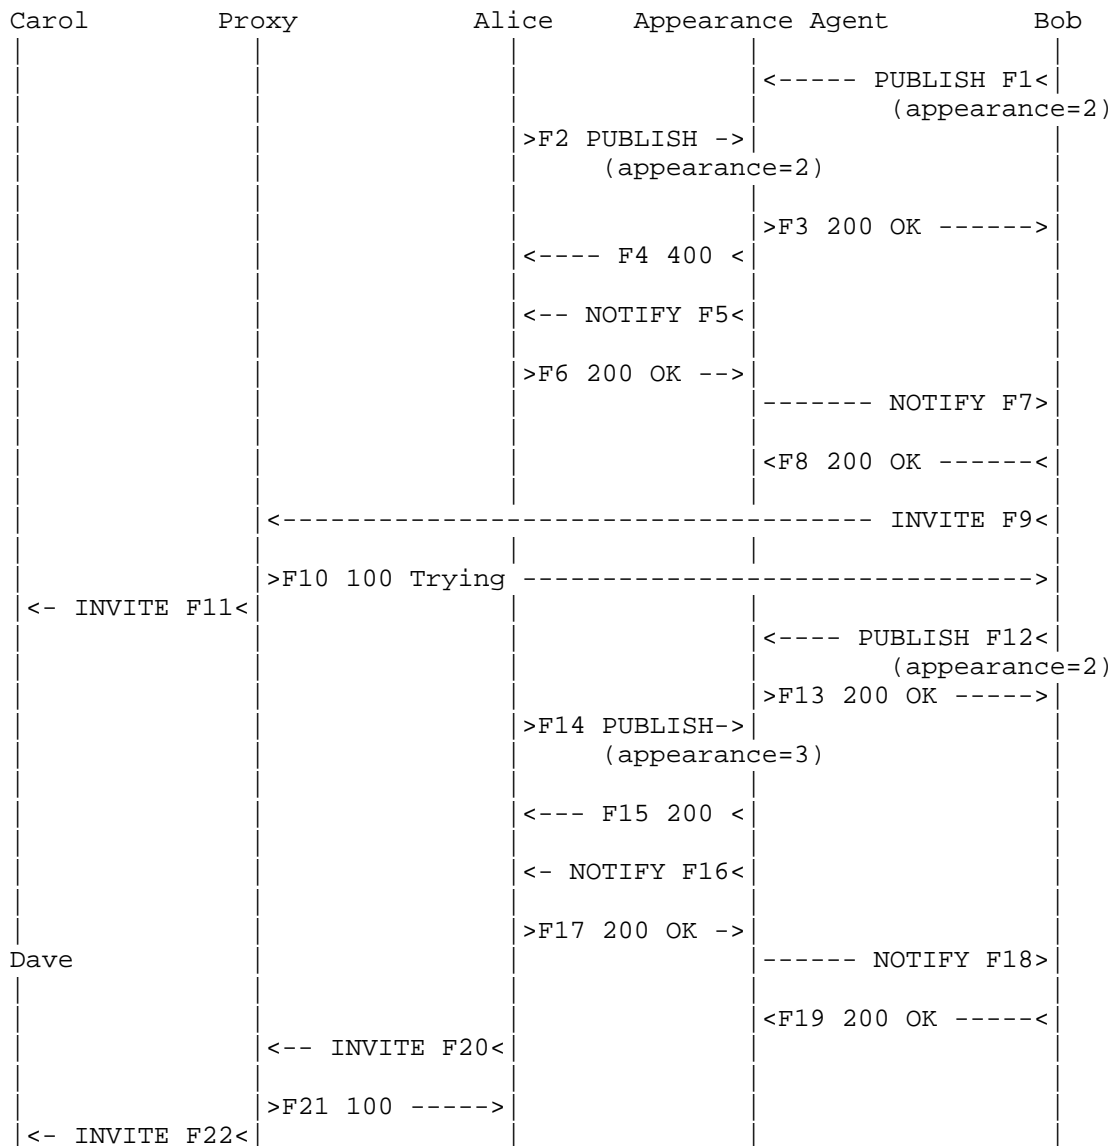 Carol Proxy Alice Appearance Agent Bob
<----- PUBLISH F1<
(appearance=2)
>F2 PUBLISH ->
(appearance=2)
>F3 200 OK ------>
<---- F4 400 <
<-- NOTIFY F5<
>F6 200 OK -->
------- NOTIFY F7>
<F8 200 OK ------<
<------------------------------------- INVITE F9<
>F10 100 Trying -------------------------------->
<- INVITE F11<
<---- PUBLISH F12<
(appearance=2)
>F13 200 OK ----->
>F14 PUBLISH->
(appearance=3)
<--- F15 200 <
<- NOTIFY F16<
>F17 200 OK ->
Dave ------ NOTIFY F18>
<F19 200 OK -----<
<-- INVITE F20<
>F21 100 ----->
<- INVITE F22<